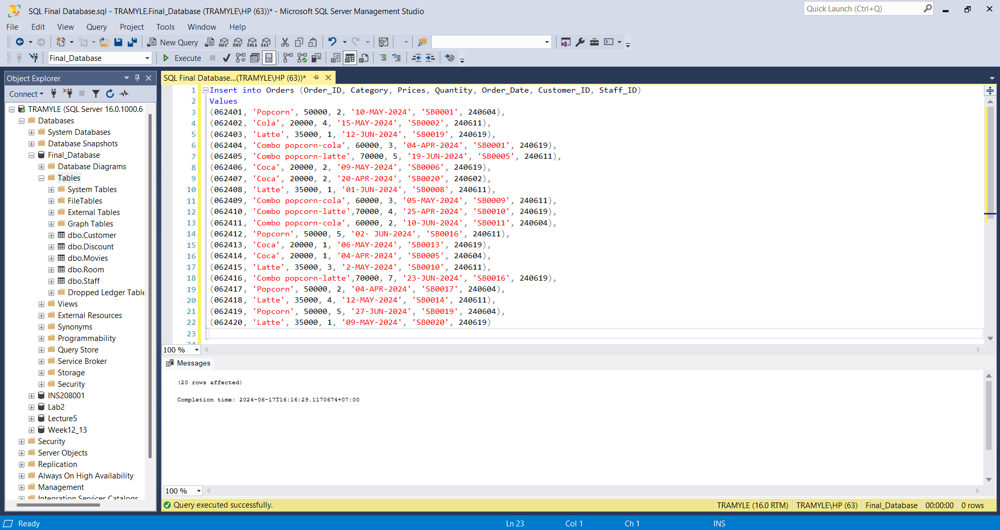 SQL Final Database.sql - TRAMYLE.Final_Database (TRAMYLE\HP (63))* - Microsoft SQL Server Management Studio
Quick Launch (Ctrl+Q)
File Edit View Query Project Tools Window Help
New Query MDX DMX XMLA DAX
Final_Database Execute
Object Explorer
Connect
TRAMYLE (SQL Server 16.0.1000.6
Databases
System Databases
Database Snapshots
Final_Database
Database Diagrams
Tables
System Tables
FileTables
External Tables
Graph Tables
dbo.Customer
dbo.Discount
dbo.Movies
dbo.Room
dbo.Staff
Dropped Ledger Table
Views
External Resources
Synonyms
Programmability
Query Store
Service Broker
Storage
Security
INS208001
Lab2
Lecture5
Week12_13
Security
Server Objects
Replication
Always On High Availability
Management
Integration Services Catalogs
SQL Final Database...(TRAMYLE\HP (63))*
1 Insert into Orders (Order_ID, Category, Prices, Quantity, Order_Date, Customer_ID, Staff_ID)
2 Values
3 (062401, 'Popcorn', 50000, 2, '10-MAY-2024', 'SB0001', 240604),
4 (062402, 'Cola', 20000, 4, '15-MAY-2024', 'SB0002', 240611),
5 (062403, 'Latte', 35000, 1, '12-JUN-2024', 'SB0019', 240619),
6 (062404, 'Combo popcorn-cola', 60000, 3, '04-APR-2024', 'SB0001', 240619),
7 (062405, 'Combo popcorn-latte', 70000, 5, '19-JUN-2024', 'SB0005', 240611),
8 (062406, 'Coca', 20000, 2, '09-MAY-2024', 'SB0006', 240619),
9 (062407, 'Coca', 20000, 2, '20-APR-2024', 'SB0020', 240602),
10 (062408, 'Latte', 35000, 1, '01-JUN-2024', 'SB0008', 240611),
11 (062409, 'Combo popcorn-cola', 60000, 3, '05-MAY-2024', 'SB0009', 240611),
12 (062410, 'Combo popcorn-latte',70000, 4, '25-APR-2024', 'SB0010', 240619),
13 (062411, 'Combo popcorn-cola', 60000, 2, '10-JUN-2024', 'SB0011', 240604),
14 (062412, 'Popcorn', 50000, 5, '02- JUN-2024', 'SB0016', 240611),
15 (062413, 'Coca', 20000, 1, '06-MAY-2024', 'SB0013', 240619),
16 (062414, 'Coca', 20000, 1, '04-APR-2024', 'SB0005', 240604),
17 (062415, 'Latte', 35000, 3, '2-MAY-2024', 'SB0010', 240611),
18 (062416, 'Combo popcorn-latte',70000, 7, '23-JUN-2024', 'SB0016', 240619),
19 (062417, 'Popcorn', 50000, 2, '04-APR-2024', 'SB0017', 240604),
20 (062418, 'Latte', 35000, 4, '12-MAY-2024', 'SB0014', 240611),
21 (062419, 'Popcorn', 50000, 5, '27-JUN-2024', 'SB0019', 240604),
22 (062420, 'Latte', 35000, 1, '09-MAY-2024', 'SB0020', 240619)
23
24
100 %
Messages
(20 rows affected)
Completion time: 2024-06-17T16:16:29.1170674+07:00
100 %
Query executed successfully. TRAMYLE (16.0 RTM) TRAMYLE\HP (63) Final_Database 00:00:00 0 rows
Ready Ln 23 Col 1 Ch 1 INS